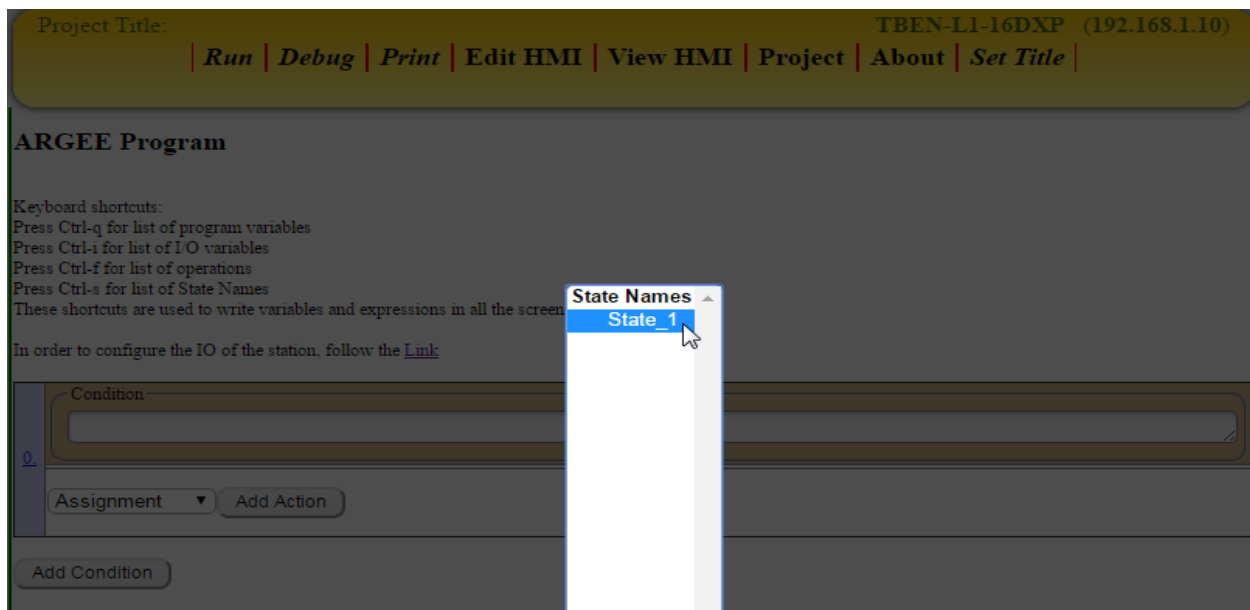 Project Title:
TBEN-L1-16DXP (192.168.1.10)
| Run | Debug | Print | Edit HMI | View HMI | Project | About | Set Title |
ARGEE Program
Keyboard shortcuts:
Press Ctrl-q for list of program variables
Press Ctrl-i for list of I/O variables
Press Ctrl-f for list of operations
Press Ctrl-s for list of State Names
These shortcuts are used to write variables and expressions in all the screen
In order to configure the IO of the station, follow the Link
State Names
State_1
Condition
0.
Assignment
Add Action
Add Condition